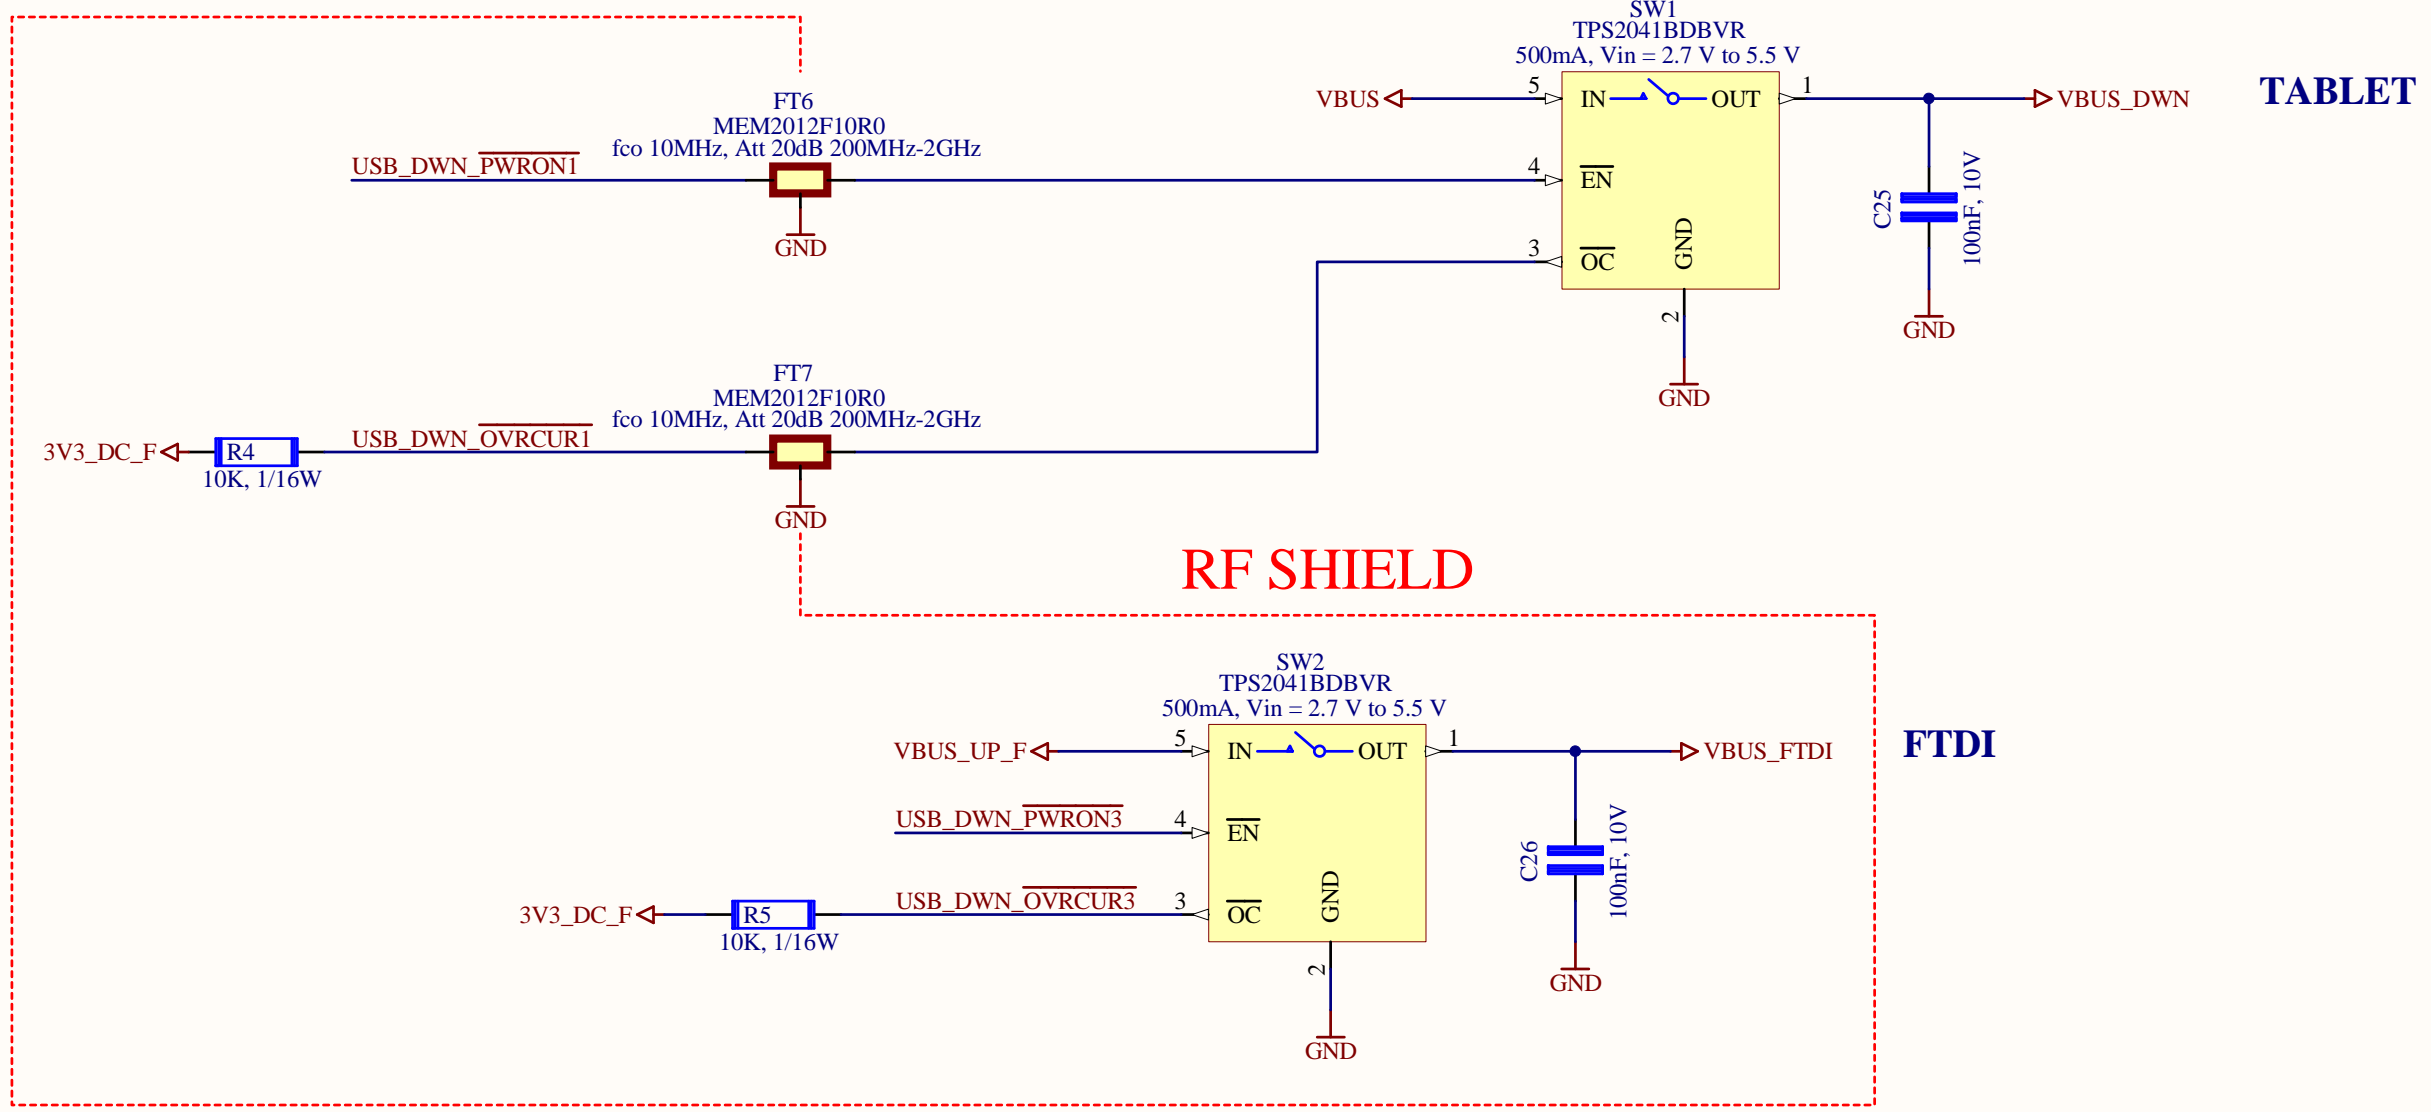 SW1
TPS2041BDBVR
500mA, Vin = 2.7 V to 5.5 V
VBUS
5
IN
OUT
1
VBUS_DWN
TABLET
FT6
MEM2012F10R0
fco 10MHz, Att 20dB 200MHz-2GHz
USB_DWN_PWRON1
4
EN
GND
C25
100nF, 10V
3
OC
GND
2
GND
GND
FT7
MEM2012F10R0
fco 10MHz, Att 20dB 200MHz-2GHz
3V3_DC_F
R4
10K, 1/16W
USB_DWN_OVRCUR1
GND
RF SHIELD
SW2
TPS2041BDBVR
500mA, Vin = 2.7 V to 5.5 V
VBUS_UP_F
5
IN
OUT
1
VBUS_FTDI
FTDI
USB_DWN_PWRON3
4
EN
C26
100nF, 10V
3V3_DC_F
R5
10K, 1/16W
USB_DWN_OVRCUR3
3
OC
GND
2
GND
GND